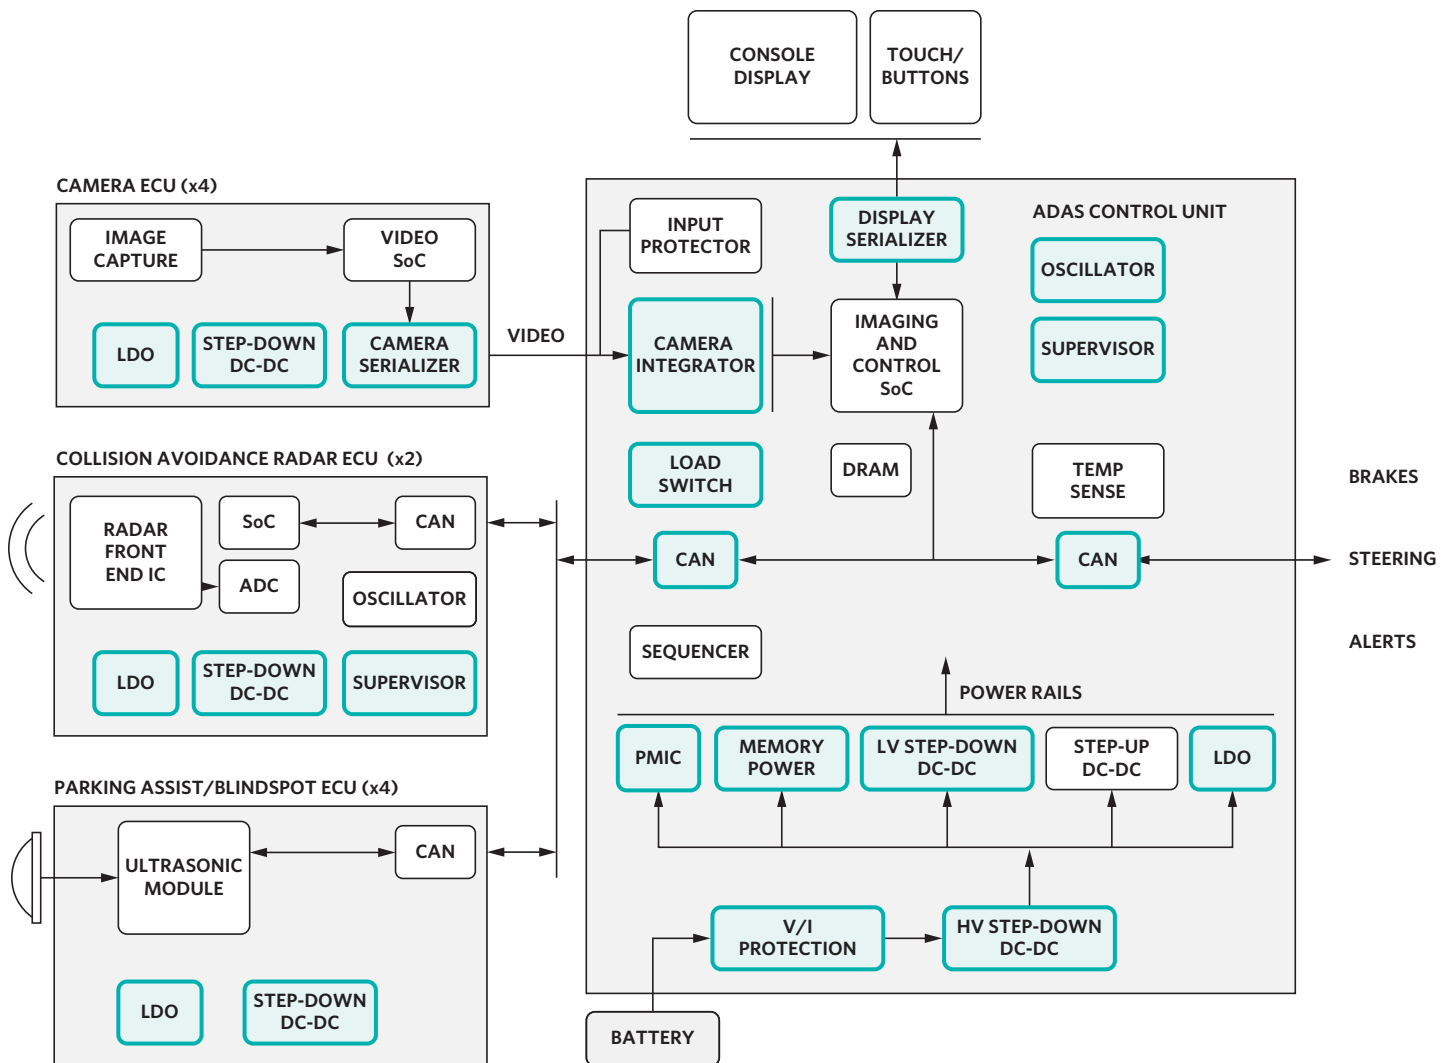 CONSOLE
DISPLAY
TOUCH/
BUTTONS
CAMERA ECU (x4)
IMAGE
CAPTURE
VIDEO
SoC
LDO
STEP-DOWN
DC-DC
CAMERA
SERIALIZER
VIDEO
INPUT
PROTECTOR
DISPLAY
SERIALIZER
ADAS CONTROL UNIT
OSCILLATOR
CAMERA
INTEGRATOR
IMAGING
AND
CONTROL
SoC
SUPERVISOR
COLLISION AVOIDANCE RADAR ECU (x2)
RADAR
FRONT
END IC
SoC
CAN
ADC
OSCILLATOR
LDO
STEP-DOWN
DC-DC
SUPERVISOR
LOAD
SWITCH
DRAM
TEMP
SENSE
CAN
CAN
BRAKES
STEERING
ALERTS
SEQUENCER
POWER RAILS
PMIC
MEMORY
POWER
LV STEP-DOWN
DC-DC
STEP-UP
DC-DC
LDO
PARKING ASSIST/BLINDSPOT ECU (x4)
ULTRASONIC
MODULE
CAN
LDO
STEP-DOWN
DC-DC
V/I
PROTECTION
HV STEP-DOWN
DC-DC
BATTERY